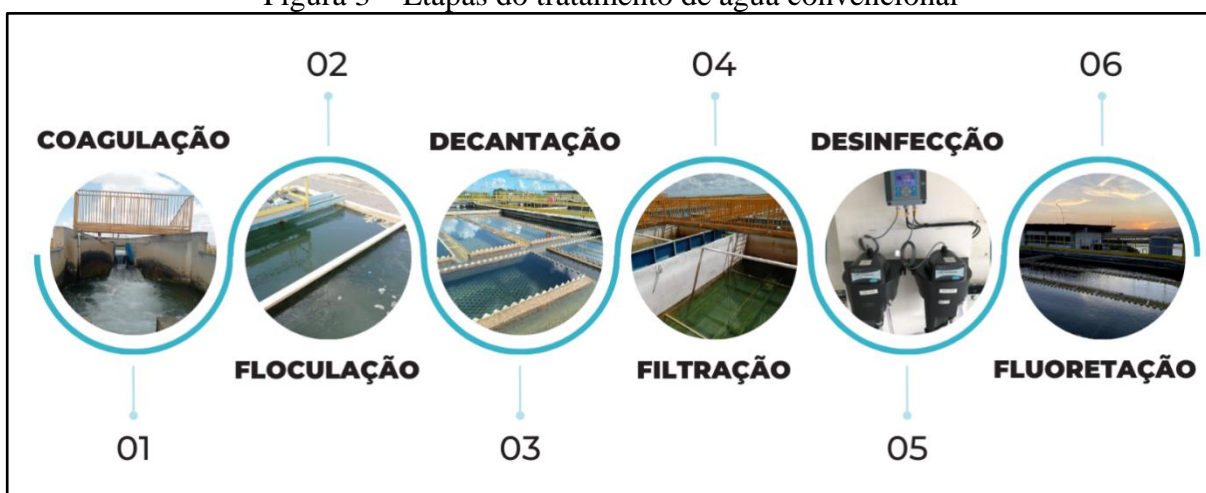 Figura 3 – Etapas do tratamento de água convencional
02
04
06
COAGULAÇÃO
DECANTAÇÃO
DESINFECÇÃO
FLOCULAÇÃO
FILTRAÇÃO
FLUORETAÇÃO
01
03
05